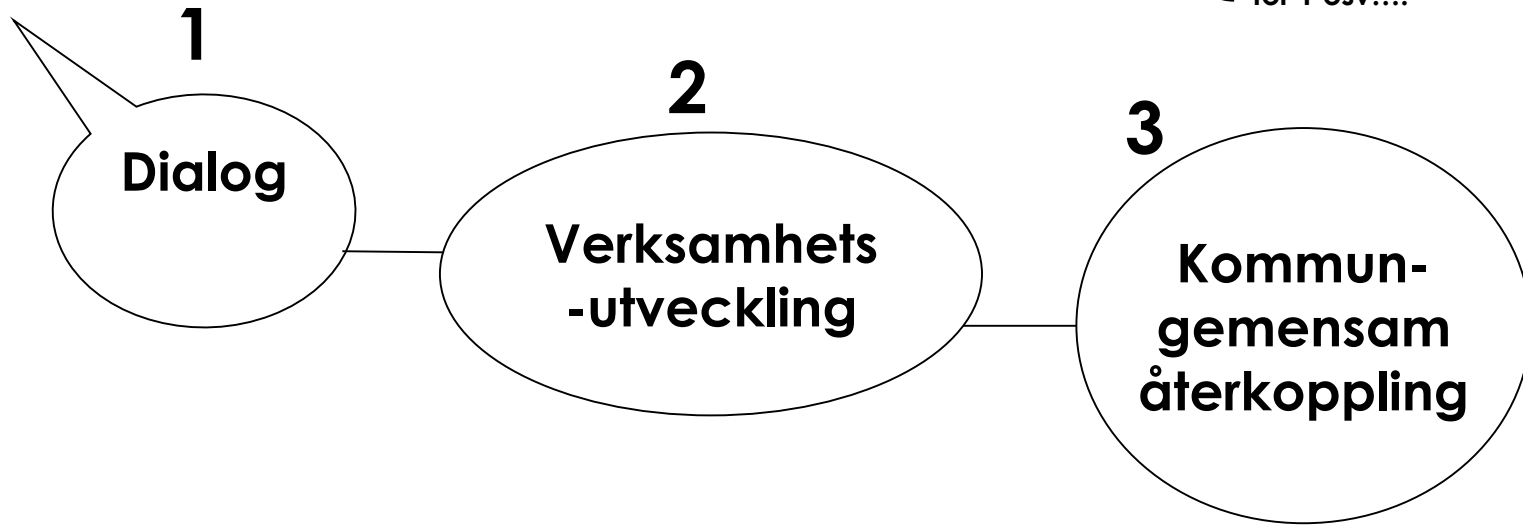 1
Dialog
2
Verksamhets
-utveckling
3
Kommun-
gemensam
återkoppling